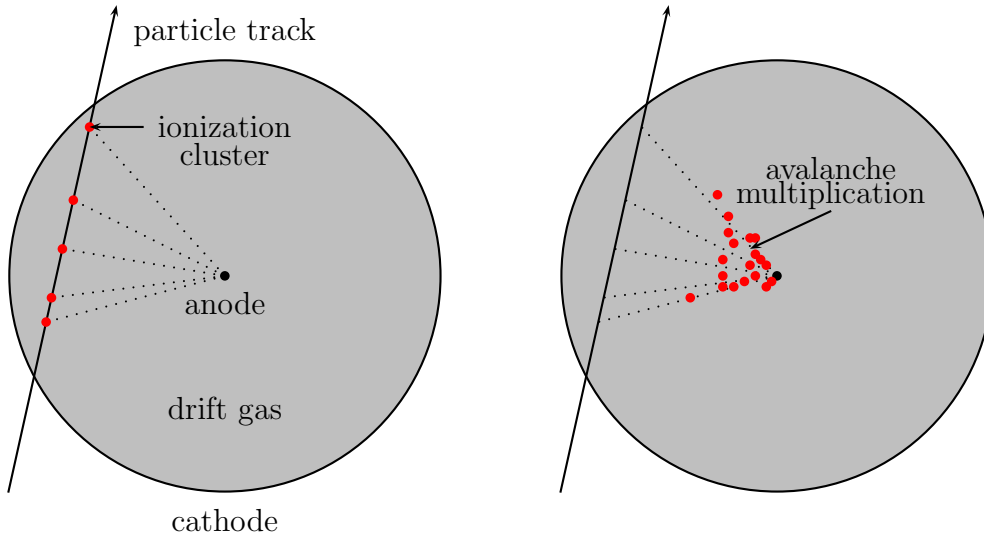 particle track
ionization
cluster
anode
drift gas
cathode
avalanche
multiplication